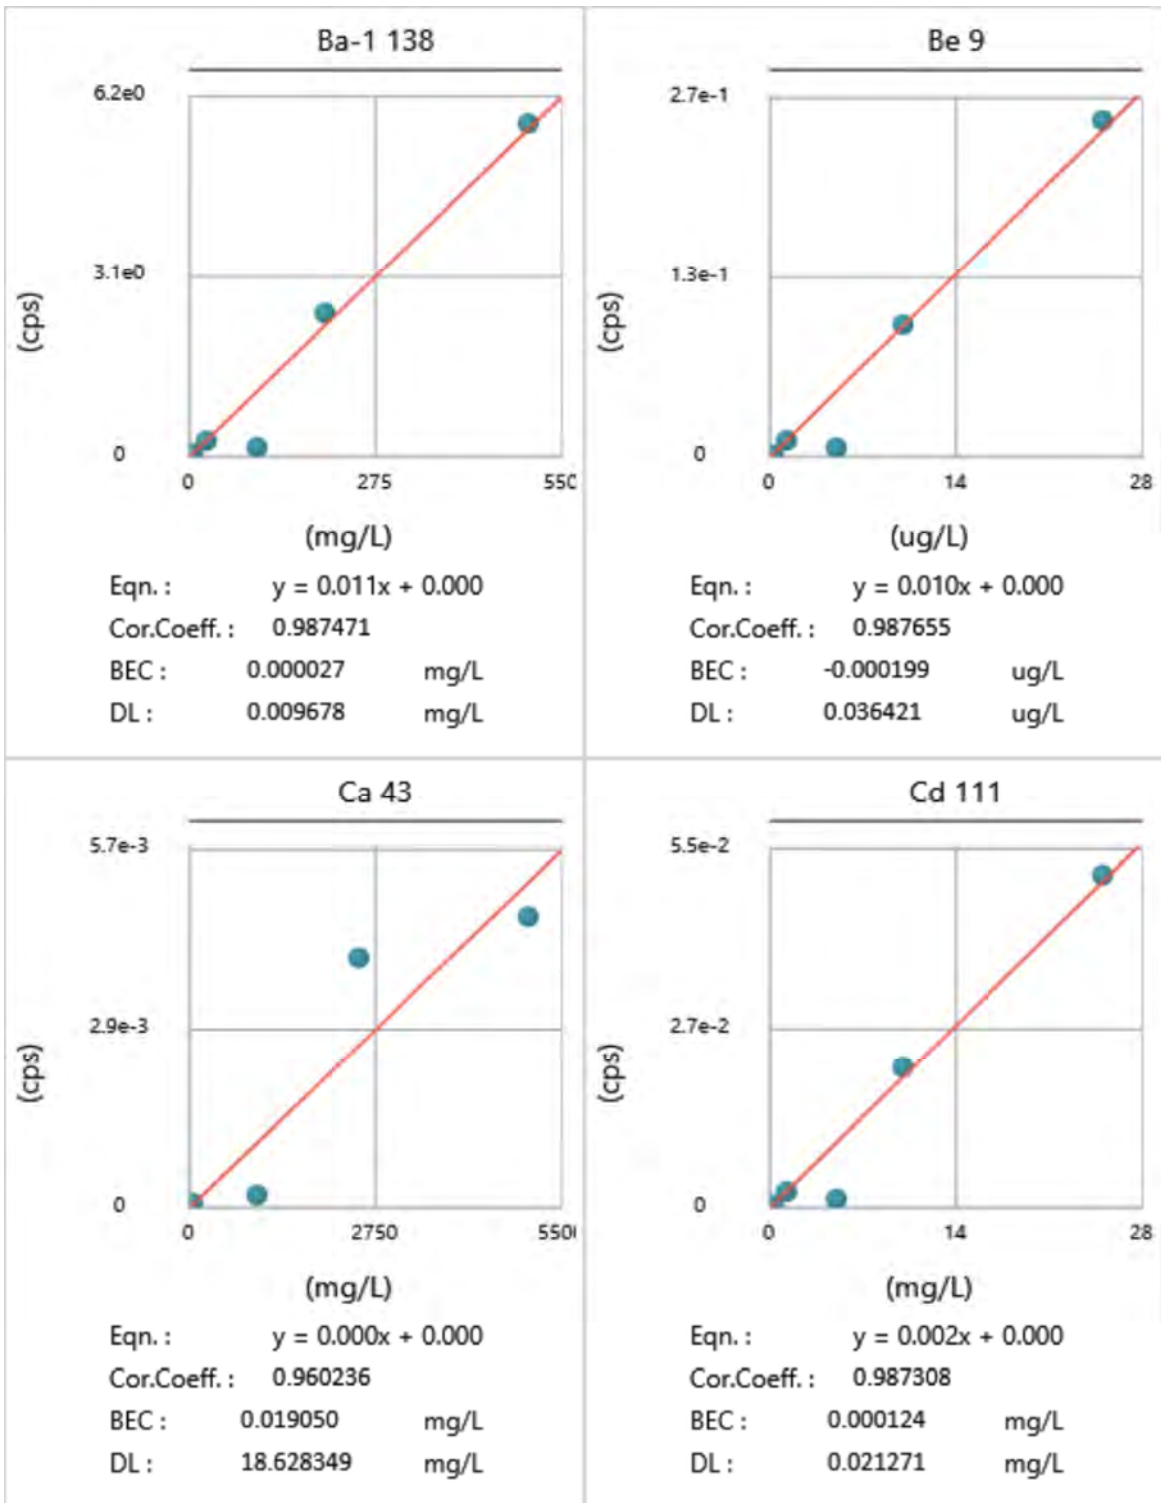 Ba-1 138
6.2e0
3.1e0
0
(cps)
0 275 550
(mg/L)
Eqn. : y = 0.011x + 0.000
Cor.Coeff. : 0.987471
BEC : 0.000027 mg/L
DL : 0.009678 mg/L
Be 9
2.7e-1
1.3e-1
0
(cps)
0 14 28
(ug/L)
Eqn. : y = 0.010x + 0.000
Cor.Coeff. : 0.987655
BEC : -0.000199 ug/L
DL : 0.036421 ug/L
Ca 43
5.7e-3
2.9e-3
0
(cps)
0 2750 550
(mg/L)
Eqn. : y = 0.000x + 0.000
Cor.Coeff. : 0.960236
BEC : 0.019050 mg/L
DL : 18.628349 mg/L
Cd 111
5.5e-2
2.7e-2
0
(cps)
0 14 28
(mg/L)
Eqn. : y = 0.002x + 0.000
Cor.Coeff. : 0.987308
BEC : 0.000124 mg/L
DL : 0.021271 mg/L